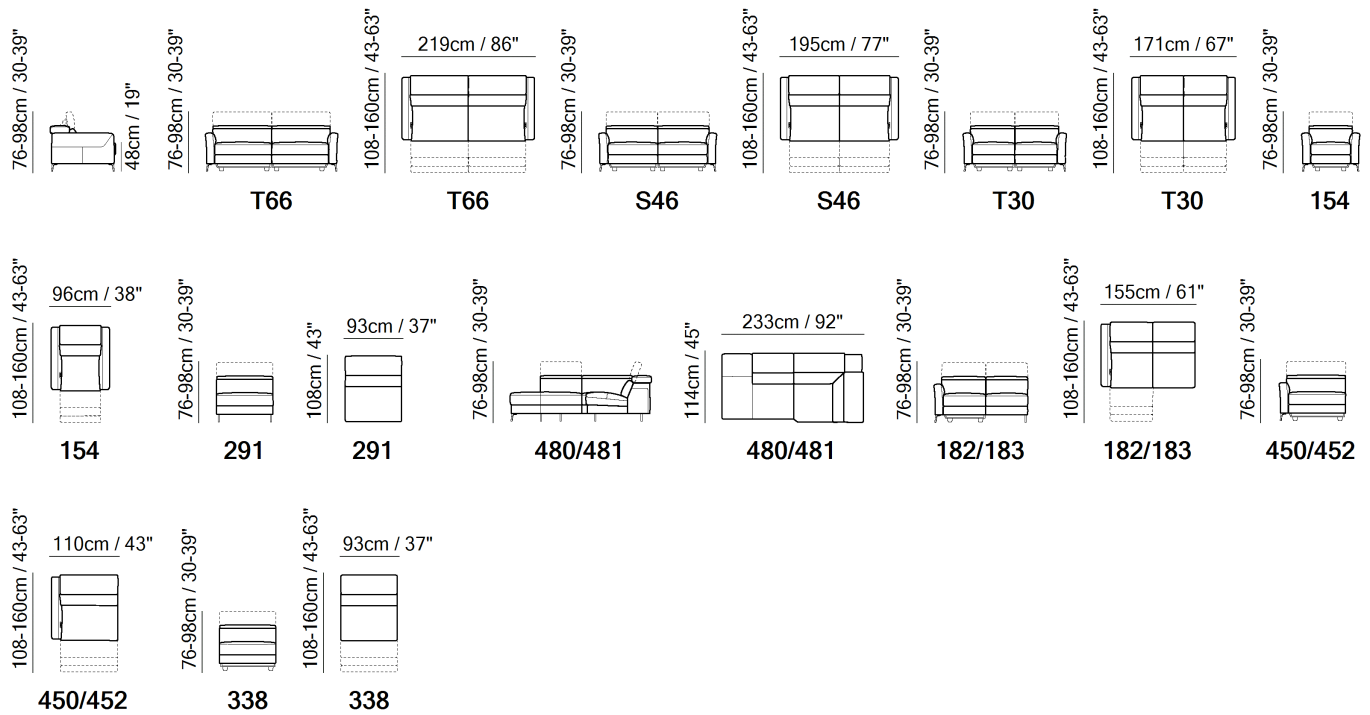 76-98cm / 30-39"
48cm / 19"
76-98cm / 30-39"
T66
108-160cm / 43-63"
219cm / 86"
T66
76-98cm / 30-39"
S46
108-160cm / 43-63"
195cm / 77"
S46
76-98cm / 30-39"
T30
108-160cm / 43-63"
171cm / 67"
T30
76-98cm / 30-39"
154
108-160cm / 43-63"
96cm / 38"
154
76-98cm / 30-39"
291
108cm / 43"
93cm / 37"
291
76-98cm / 30-39"
480/481
114cm / 45"
233cm / 92"
480/481
76-98cm / 30-39"
182/183
108-160cm / 43-63"
155cm / 61"
182/183
76-98cm / 30-39"
450/452
108-160cm / 43-63"
110cm / 43"
450/452
76-98cm / 30-39"
338
108-160cm / 43-63"
93cm / 37"
338